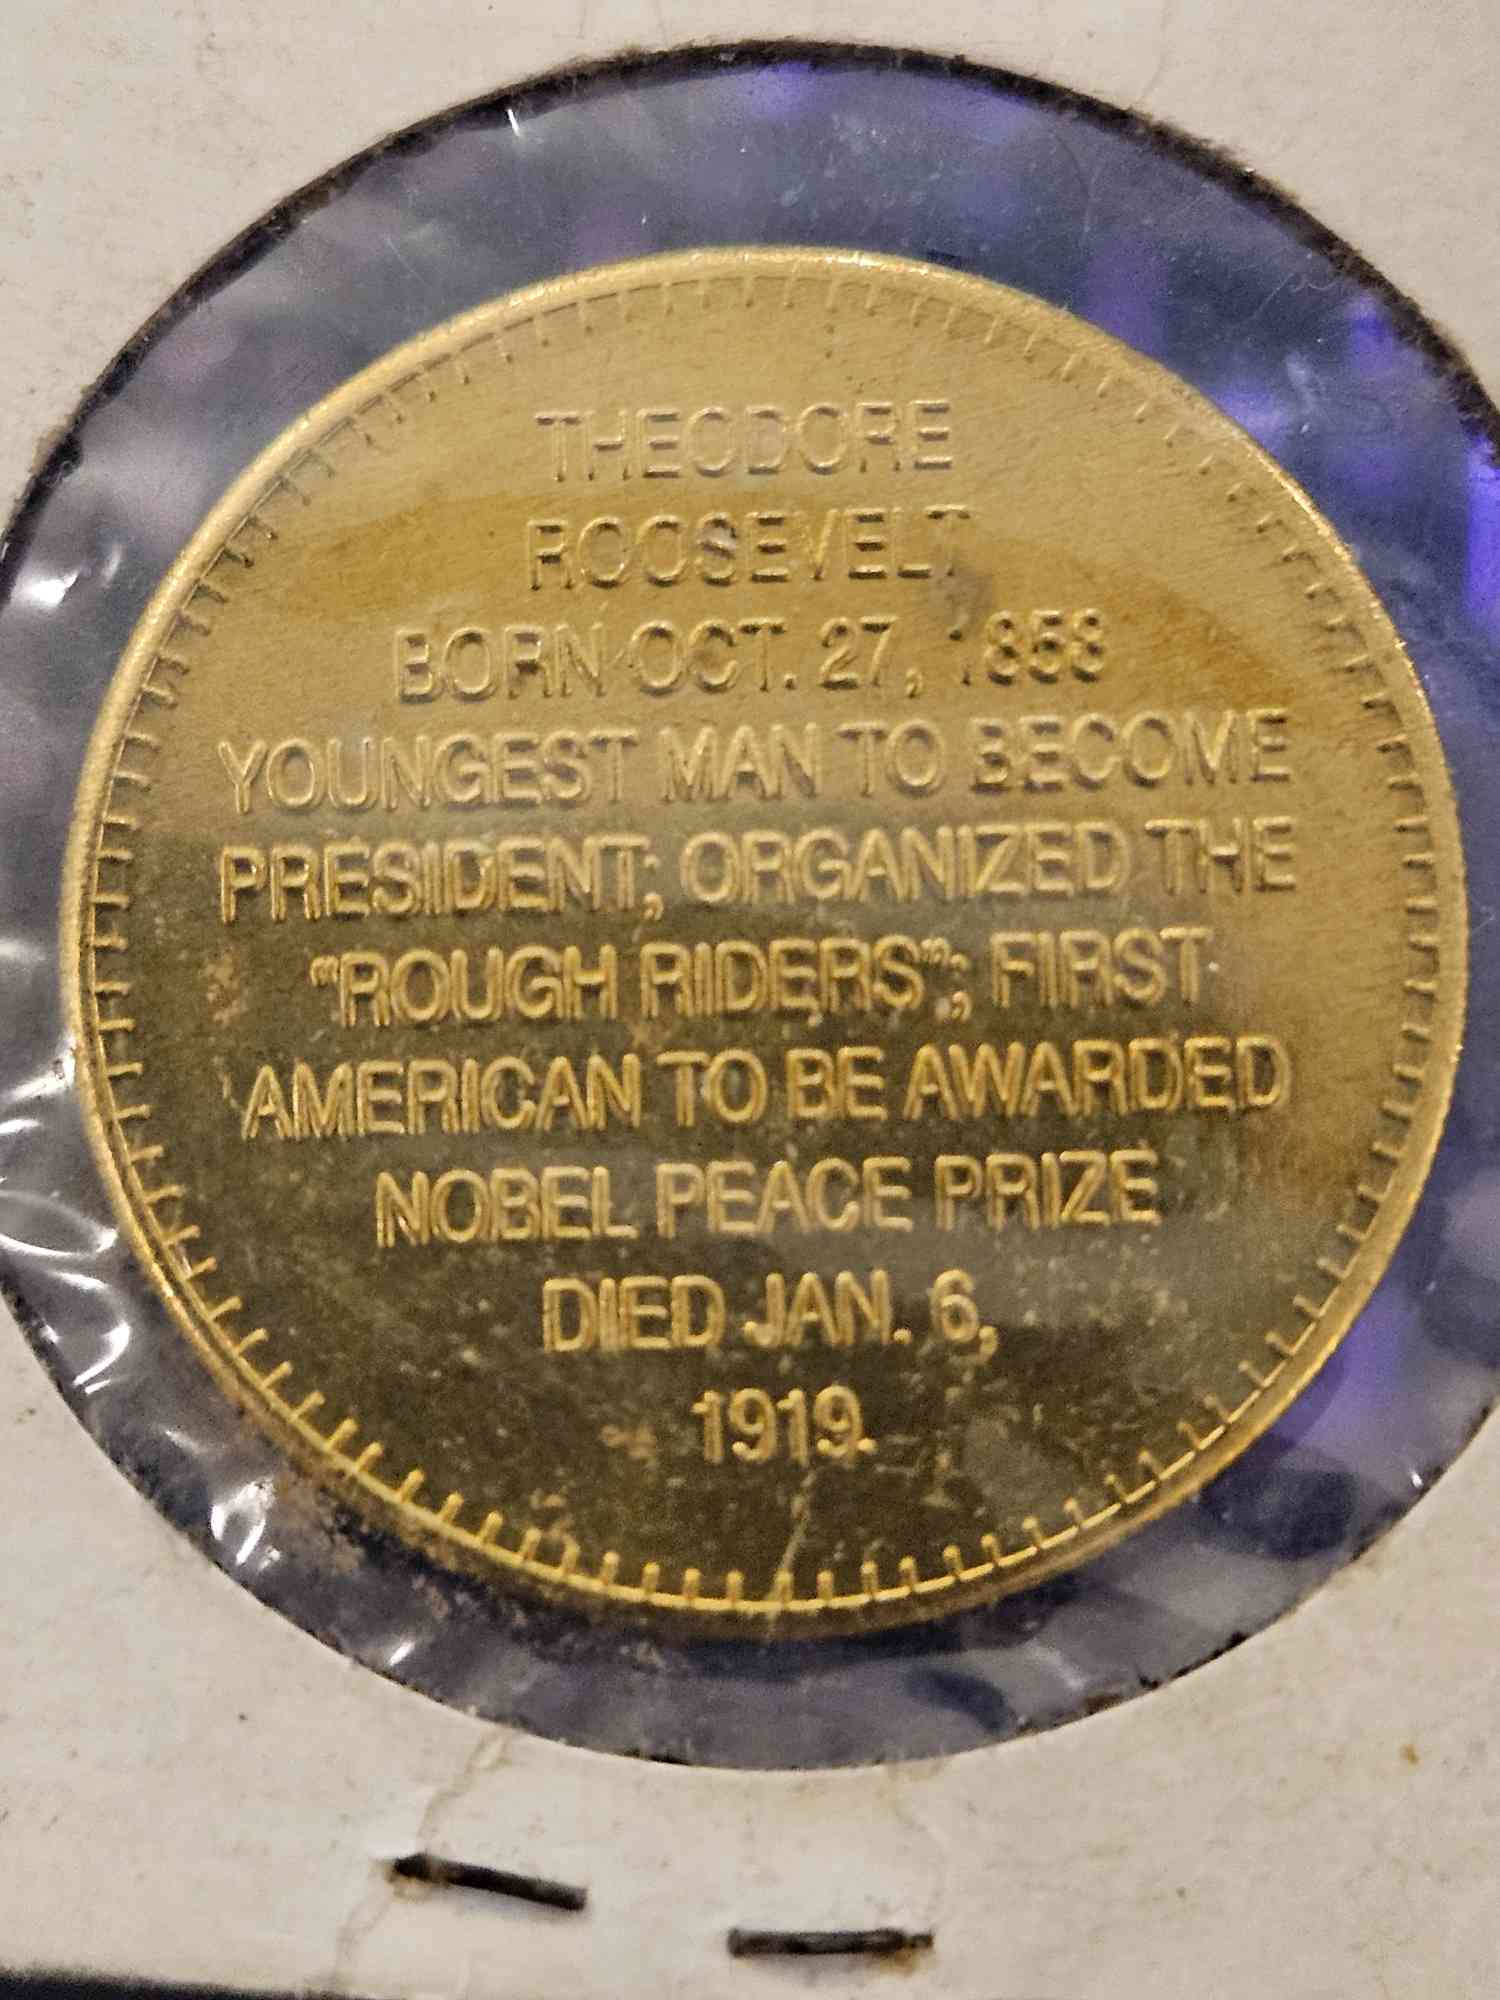 THEODORE
ROOSEVELT
BORN OCT. 27, 1858
YOUNGEST MAN TO BECOME
PRESIDENT; ORGANIZED THE
"ROUGH RIDERS"; FIRST
AMERICAN TO BE AWARDED
NOBEL PEACE PRIZE
DIED JAN. 6,
1919.